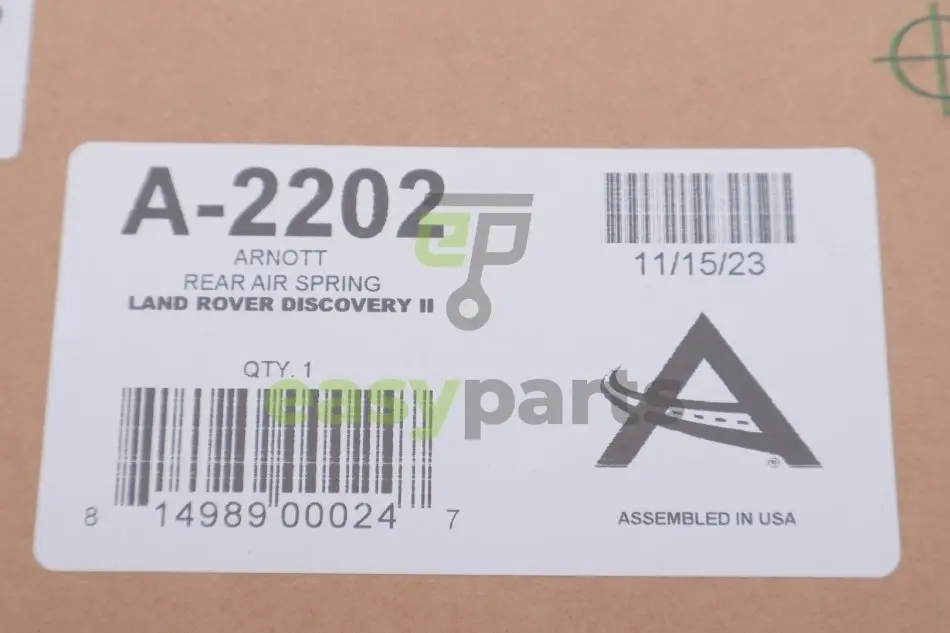 A-2202
ARNOTT
REAR AIR SPRING
LAND ROVER DISCOVERY II
11/15/23
ep
QTY. 1
easyparts
8 14989 00024 7
®
ASSEMBLED IN USA